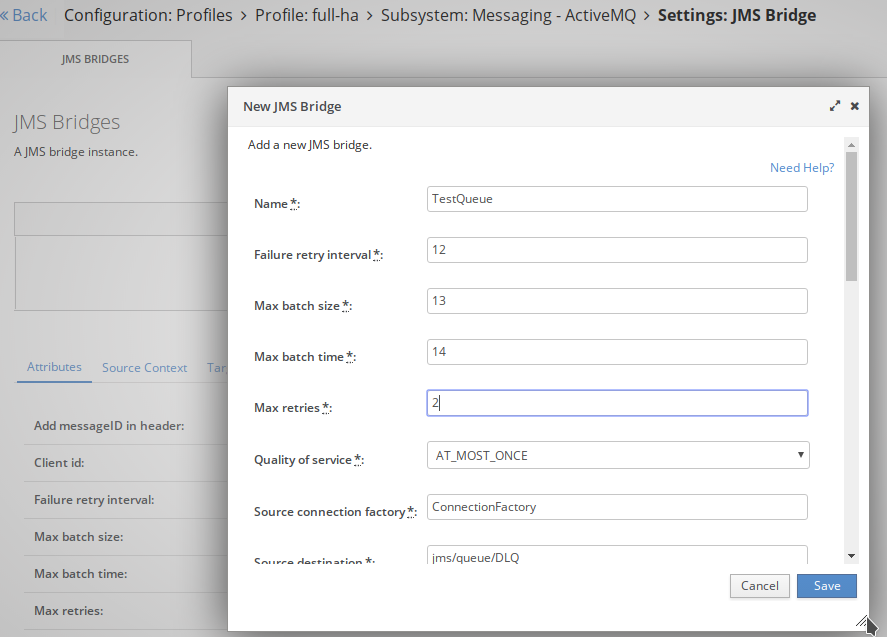 « Back Configuration: Profiles > Profile: full-ha > Subsystem: Messaging - ActiveMQ > Settings: JMS Bridge
JMS BRIDGES
JMS Bridges
A JMS bridge instance.
Attributes Source Context
Add messageID in header:
Client id:
Failure retry interval:
Max batch size:
Max batch time:
Max retries:
New JMS Bridge
Add a new JMS bridge.
Need Help?
Name*: TestQueue
Failure retry interval*: 12
Max batch size*: 13
Max batch time*: 14
Max retries*: 2
Quality of service*: AT_MOST_ONCE
Source connection factory*: ConnectionFactory
Source destination*: jms/queue/DLQ
Cancel Save